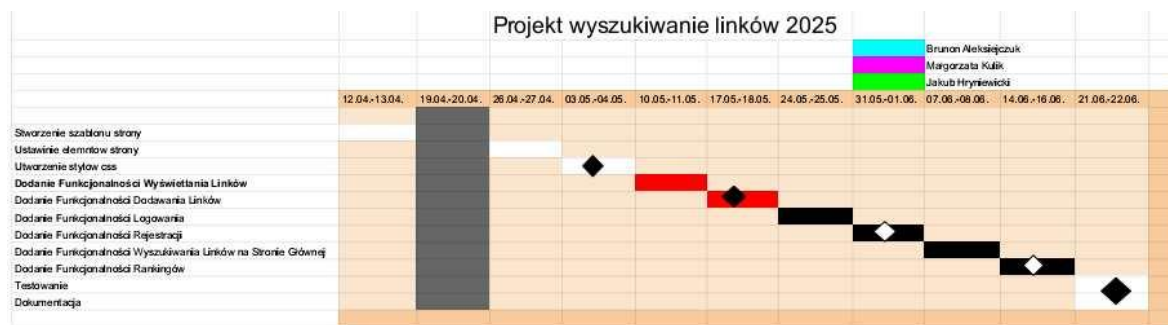 Projekt wyszukiwanie linków 2025
Brunon Aleksiejczuk
Małgorzata Kulik
Jakub Hryniewicki
12.04.-13.04. 19.04.-20.04. 26.04.-27.04. 03.05.-04.05. 10.05.-11.05. 17.05.-18.05. 24.05.-25.05. 31.05.-01.06. 07.06.-08.06. 14.06.-16.06. 21.06.-22.06.
Stworzenie szablonu strony
Ustawinie elemntow strony
Utworzenie stylow css
Dodanie Funkcjonalności Wyświetlania Linków
Dodanie Funkcjonalności Dodawania Linków
Dodanie Funkcjonalności Logowania
Dodanie Funkcjonalności Rejestracji
Dodanie Funkcjonalności Wyszukiwania Linków na Stronie Głównej
Dodanie Funkcjonalności Rankingów
Testowanie
Dokumentacja